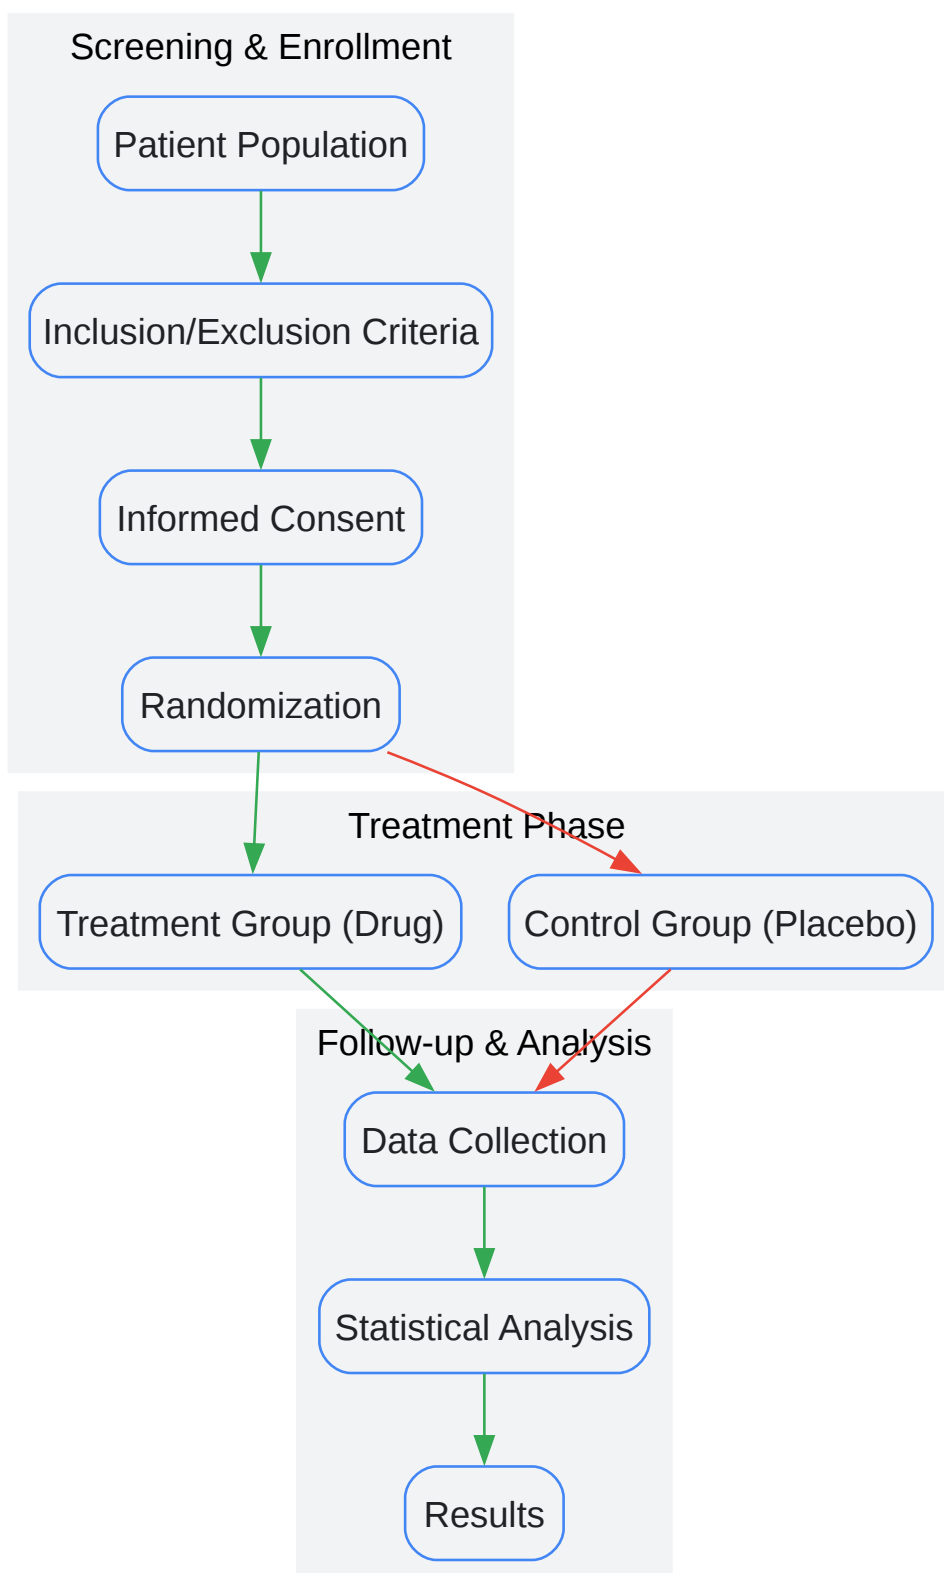 Screening & Enrollment
Patient Population
Inclusion/Exclusion Criteria
Informed Consent
Randomization
Treatment Phase
Treatment Group (Drug)
Control Group (Placebo)
Follow-up & Analysis
Data Collection
Statistical Analysis
Results